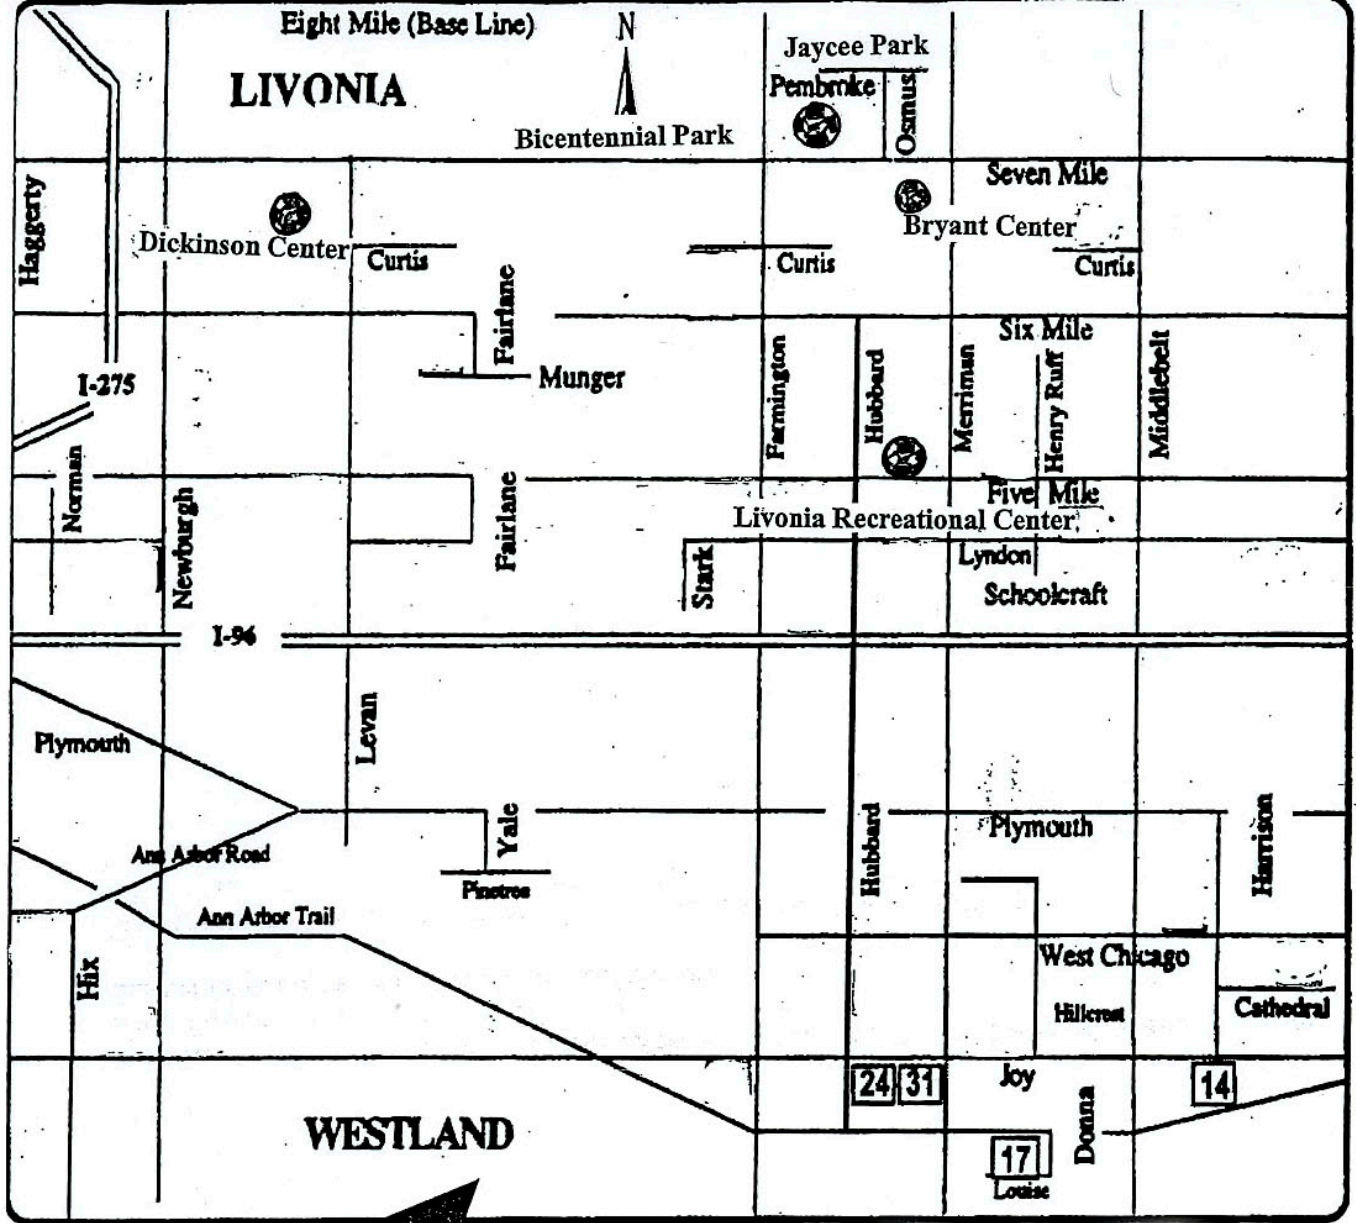 Eight Mile (Base Line)
N
Jaycee Park
LIVONIA
Pembroke
Osmus
Bicentennial Park
Seven Mile
Haggerty
Dickinson Center
Bryant Center
Curtis
Curtis
Curtis
Fairlane
Six Mile
I-275
Munger
Farmington
Hubbard
Merriman
Henry Ruff
Middlebelt
Norman
Newburgh
Fairlane
Five Mile
Livonia Recreational Center
Stark
Lyndon
Schoolcraft
I-96
Levan
Plymouth
Yale
Hubbard
Plymouth
Harrison
Ann Arbor Road
Pinetree
Ann Arbor Trail
West Chicago
Hix
Hillcrest
Cathedral
24 31
Joy
14
WESTLAND
Donna
17
Louise